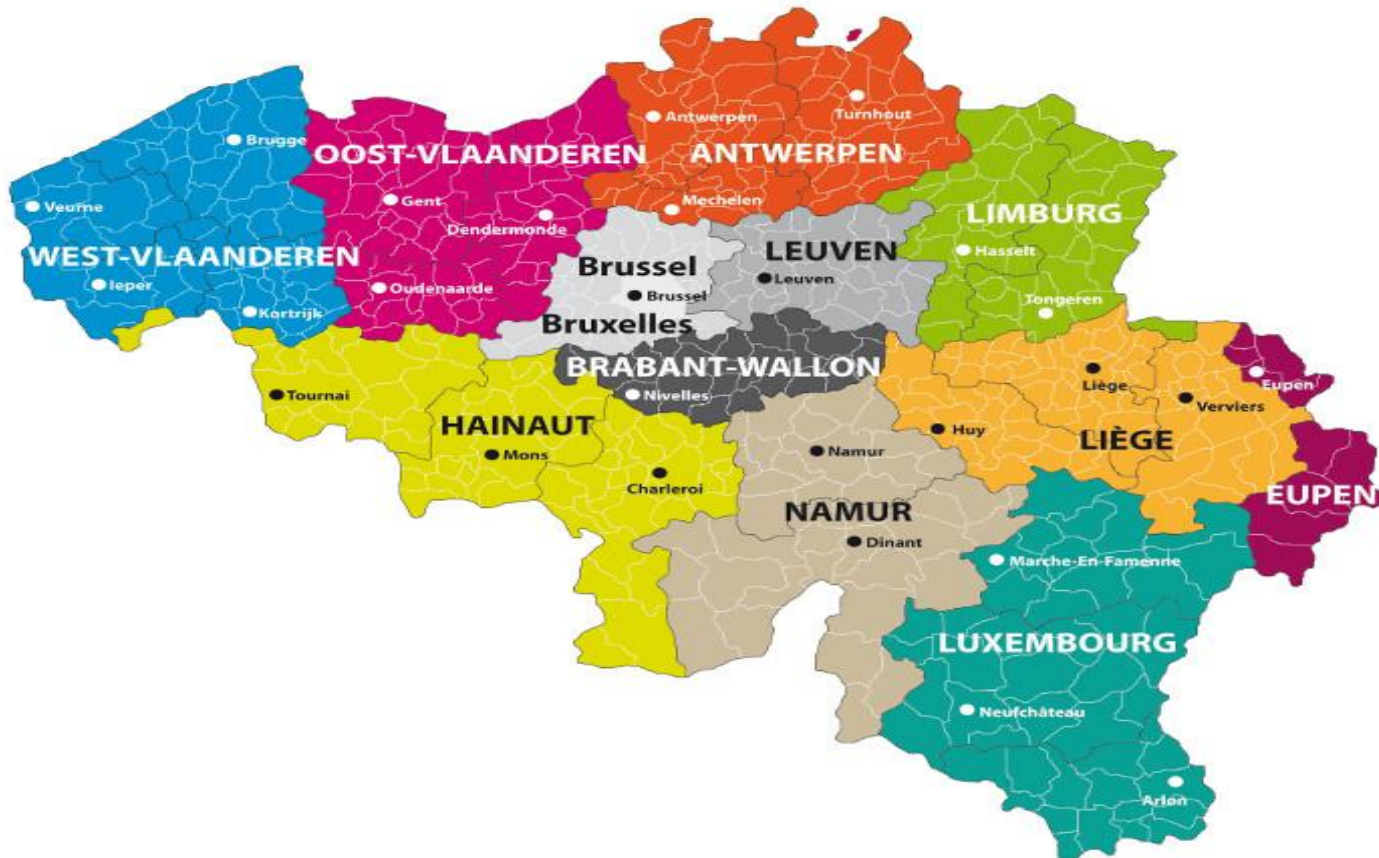 Antwerpen
Turnhout
Brugge
OOST-VLAANDEREN
ANTWERPEN
Veurne
Gent
Mechelen
Dendermonde
LIMBURG
WEST-VLAANDEREN
LEUVEN
Hasselt
Ieper
Oudenaarde
Brussel
Brussel
Leuven
Kortrijk
Bruxelles
Tongeren
BRABANT-WALLON
Liège
Eupen
Tournai
Nivelles
Verviers
HAINAUT
Huy
LIÈGE
Mons
Namur
Charleroi
EUPEN
NAMUR
Dinant
Marche-En-Famenne
LUXEMBOURG
Neufchâteau
Arlon